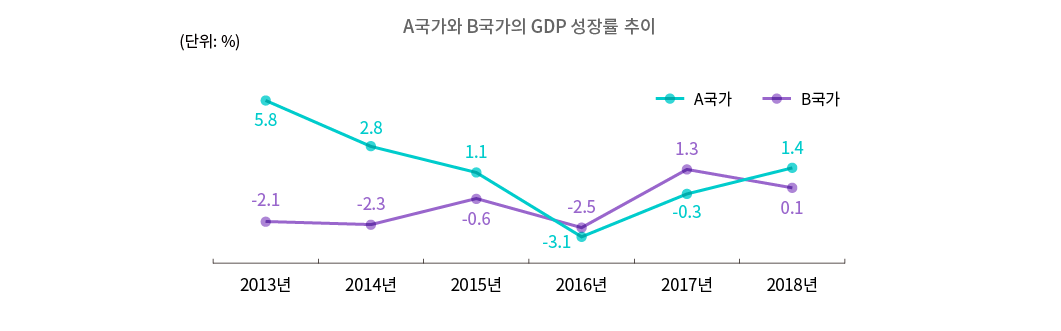 A국가와 B국가의 GDP 성장률 추이
(단위: %)
A국가 B국가
5.8 2.8 1.1 -3.1 -0.3 1.4
-2.1 -2.3 -0.6 -2.5 1.3 0.1
2013년 2014년 2015년 2016년 2017년 2018년